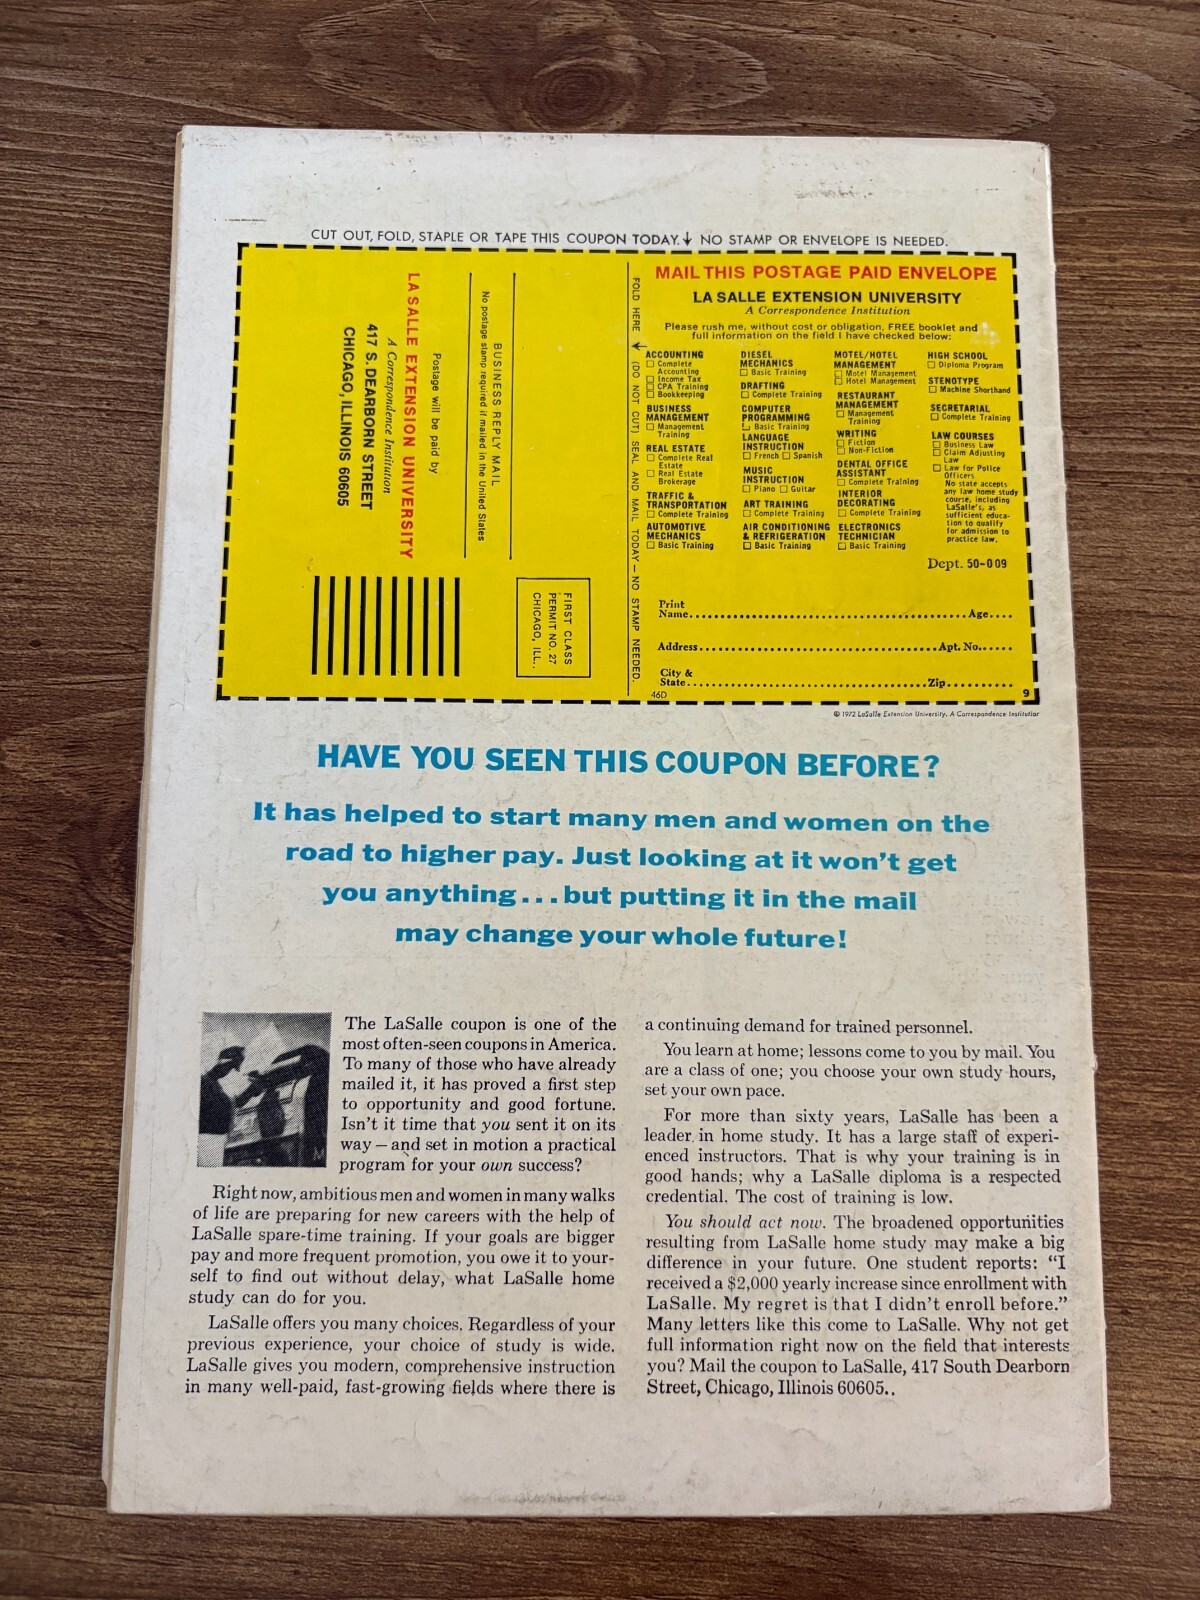 CUT OUT, FOLD, STAPLE OR TAPE THIS COUPON TODAY. ↓ NO STAMP OR ENVELOPE IS NEEDED.
LA SALLE EXTENSION UNIVERSITY
A Correspondence Institution
417 S. DEARBORN STREET
CHICAGO, ILLINOIS 60605
Postage will be paid by
No postage stamp required if mailed in the United States
BUSINESS REPLY MAIL
FIRST CLASS
PERMIT NO. 27
CHICAGO, ILL..
FOLD HERE → (DO NOT CUT) SEAL AND MAIL TODAY — NO STAMP NEEDED.
MAIL THIS POSTAGE PAID ENVELOPE
LA SALLE EXTENSION UNIVERSITY
A Correspondence Institution
Please rush me, without cost or obligation, FREE booklet and
full information on the field I have checked below:
ACCOUNTING
☐ Complete
Accounting
☐ Income Tax
☐ CPA Training
☐ Bookkeeping
BUSINESS
MANAGEMENT
☐ Management
Training
REAL ESTATE
☐ Complete Real
Estate
☐ Real Estate
Brokerage
TRAFFIC &
TRANSPORTATION
☐ Complete Training
AUTOMOTIVE
MECHANICS
☐ Basic Training
DIESEL
MECHANICS
☐ Basic Training
DRAFTING
☐ Complete Training
COMPUTER
PROGRAMMING
☐ Basic Training
LANGUAGE
INSTRUCTION
☐ French ☐ Spanish
MUSIC
INSTRUCTION
☐ Piano ☐ Guitar
ART TRAINING
☐ Complete Training
AIR CONDITIONING
& REFRIGERATION
☐ Basic Training
MOTEL/HOTEL
MANAGEMENT
☐ Motel Management
☐ Hotel Management
RESTAURANT
MANAGEMENT
☐ Management
Training
WRITING
☐ Fiction
☐ Non-Fiction
DENTAL OFFICE
ASSISTANT
☐ Complete Training
INTERIOR
DECORATING
☐ Complete Training
ELECTRONICS
TECHNICIAN
☐ Basic Training
HIGH SCHOOL
☐ Diploma Program
STENOTYPE
☐ Machine Shorthand
SECRETARIAL
☐ Complete Training
LAW COURSES
☐ Business Law
☐ Claim Adjusting
Law
☐ Law for Police
Officers
No state accepts
any law home study
course, including
LaSalle's, as
sufficient educa-
tion to qualify
for admission to
practice law.
Dept. 50-009
Print
Name........Age....
Address........Apt. No......
City &
State........Zip........
46D
9
© 1972 LaSalle Extension University, A Correspondence Institution
HAVE YOU SEEN THIS COUPON BEFORE?
It has helped to start many men and women on the
road to higher pay. Just looking at it won't get
you anything...but putting it in the mail
may change your whole future!
The LaSalle coupon is one of the
most often-seen coupons in America.
To many of those who have already
mailed it, it has proved a first step
to opportunity and good fortune.
Isn't it time that you sent it on its
way—and set in motion a practical
program for your own success?
Right now, ambitious men and women in many walks
of life are preparing for new careers with the help of
LaSalle spare-time training. If your goals are bigger
pay and more frequent promotion, you owe it to your-
self to find out without delay, what LaSalle home
study can do for you.
LaSalle offers you many choices. Regardless of your
previous experience, your choice of study is wide.
LaSalle gives you modern, comprehensive instruction
in many well-paid, fast-growing fields where there is
a continuing demand for trained personnel.
You learn at home; lessons come to you by mail. You
are a class of one; you choose your own study hours,
set your own pace.
For more than sixty years, LaSalle has been a
leader in home study. It has a large staff of experi-
enced instructors. That is why your training is in
good hands; why a LaSalle diploma is a respected
credential. The cost of training is low.
You should act now. The broadened opportunities
resulting from LaSalle home study may make a big
difference in your future. One student reports: "I
received a $2,000 yearly increase since enrollment with
LaSalle. My regret is that I didn't enroll before."
Many letters like this come to LaSalle. Why not get
full information right now on the field that interests
you? Mail the coupon to LaSalle, 417 South Dearborn
Street, Chicago, Illinois 60605..